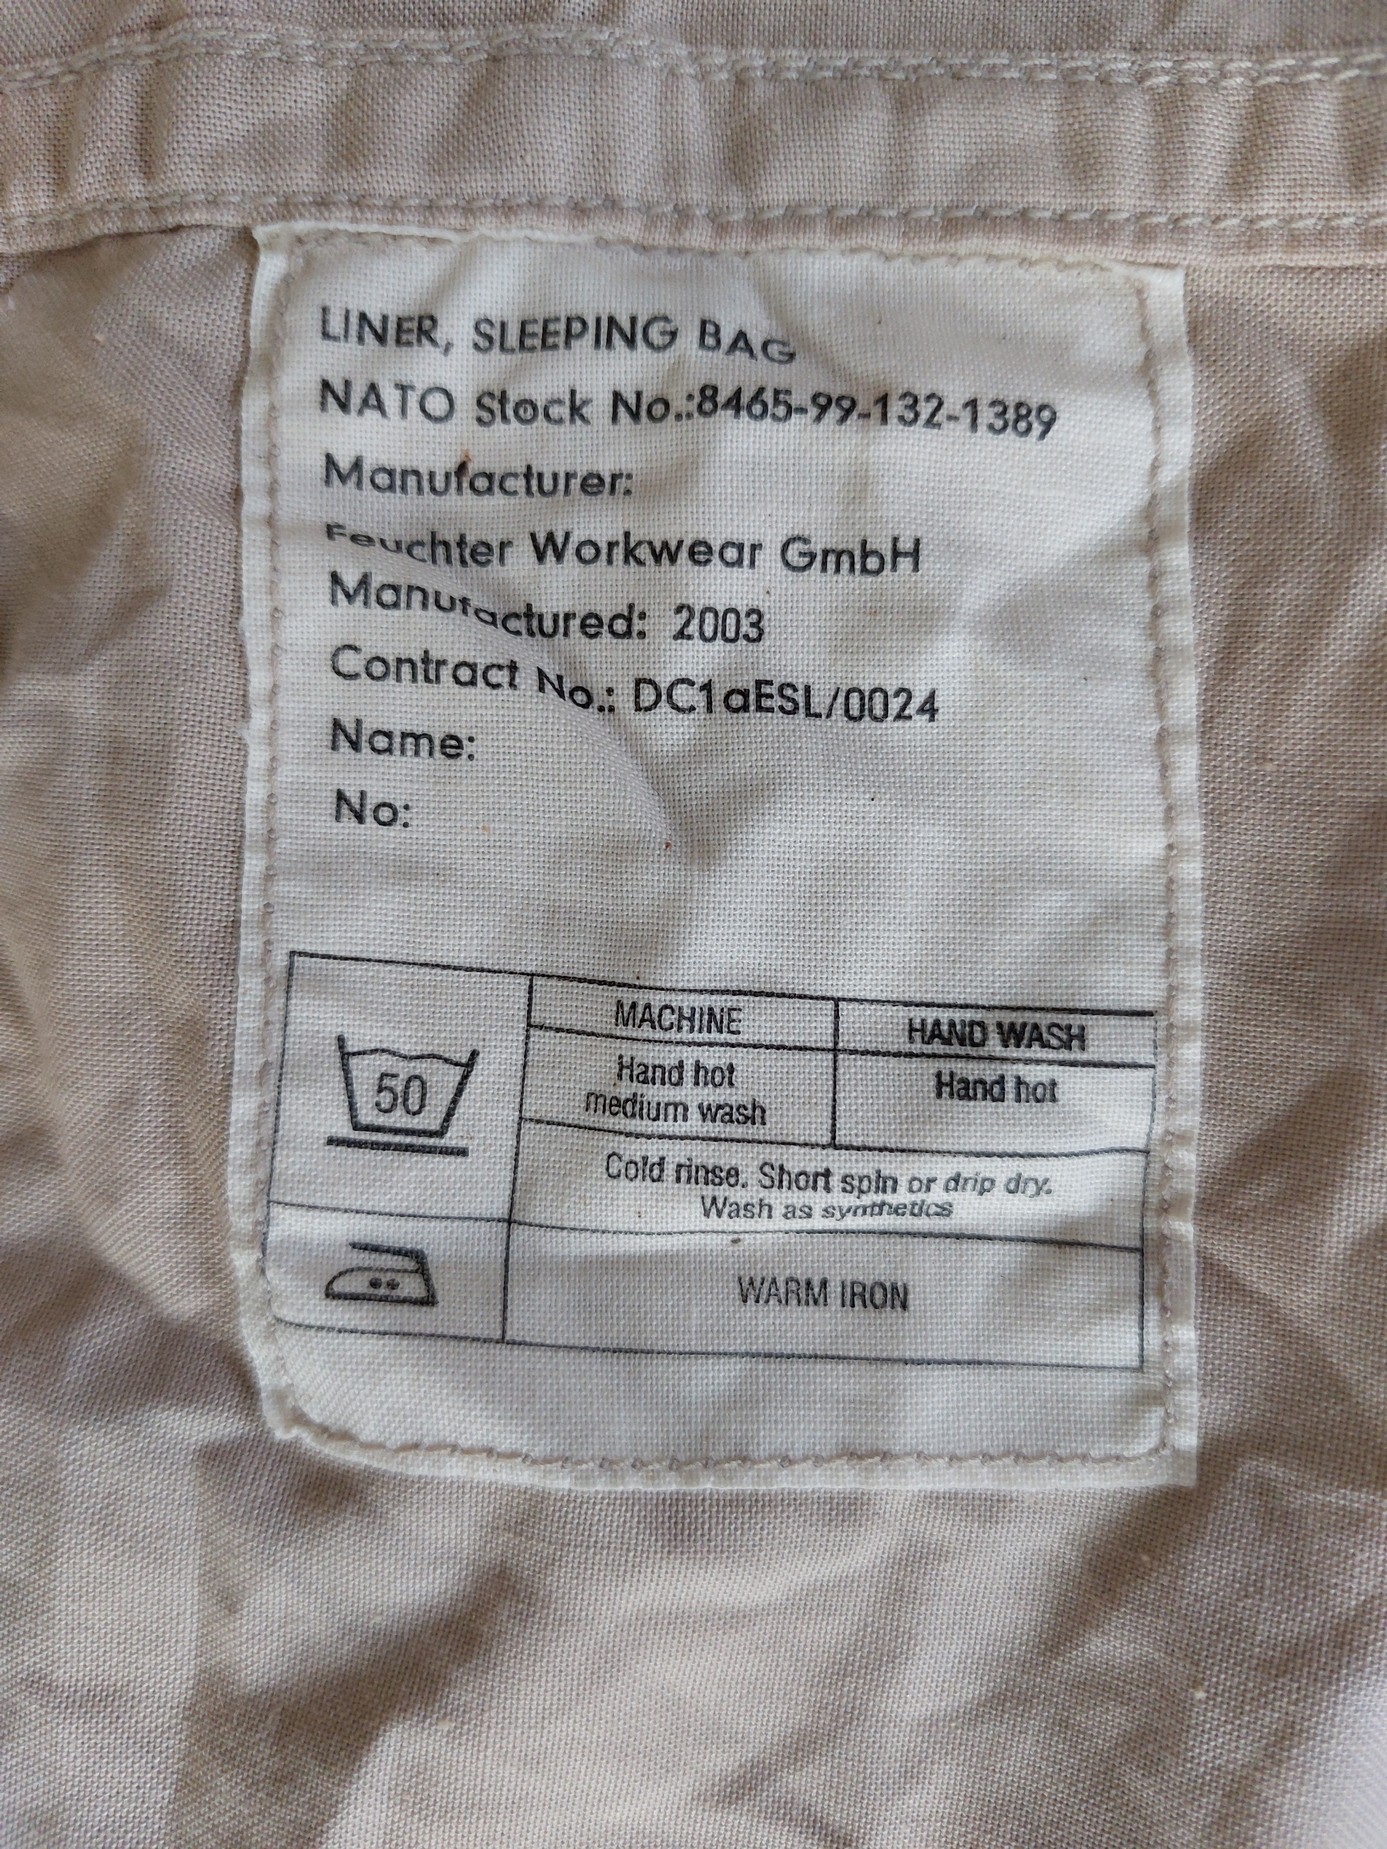 LINER, SLEEPING BAG
NATO Stock No.:8465-99-132-1389
Manufacturer:
Feuchter Workwear GmbH
Manufactured: 2003
Contract No.: DC1aESL/0024
Name:
No:
50
MACHINE
HAND WASH
Hand hot
medium wash
Hand hot
Cold rinse. Short spin or drip dry.
Wash as synthetics
WARM IRON